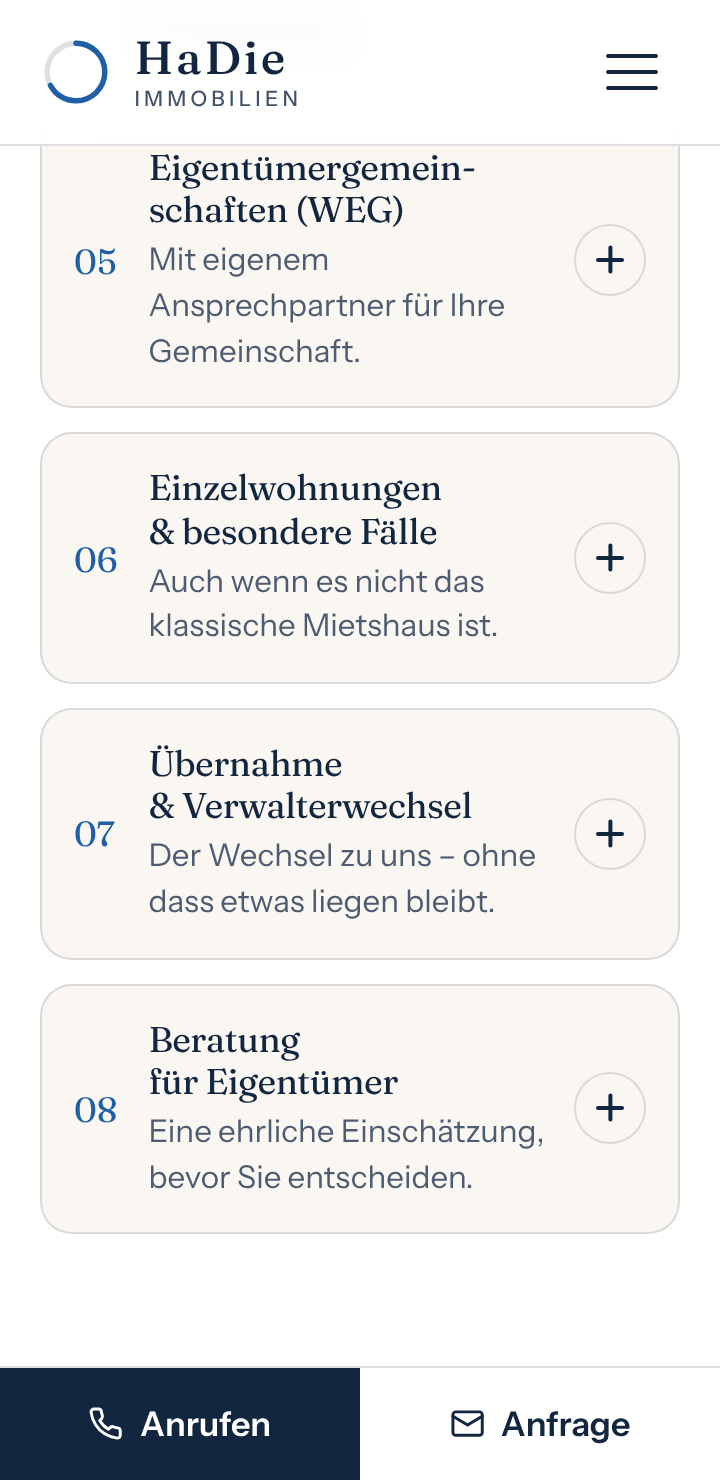 HaDie
IMMOBILIEN
Eigentümergemein-
schaften (WEG)
05
Mit eigenem
Ansprechpartner für Ihre
Gemeinschaft.
Einzelwohnungen
& besondere Fälle
06
Auch wenn es nicht das
klassische Mietshaus ist.
Übernahme
& Verwalterwechsel
07
Der Wechsel zu uns – ohne
dass etwas liegen bleibt.
Beratung
für Eigentümer
08
Eine ehrliche Einschätzung,
bevor Sie entscheiden.
Anrufen
Anfrage